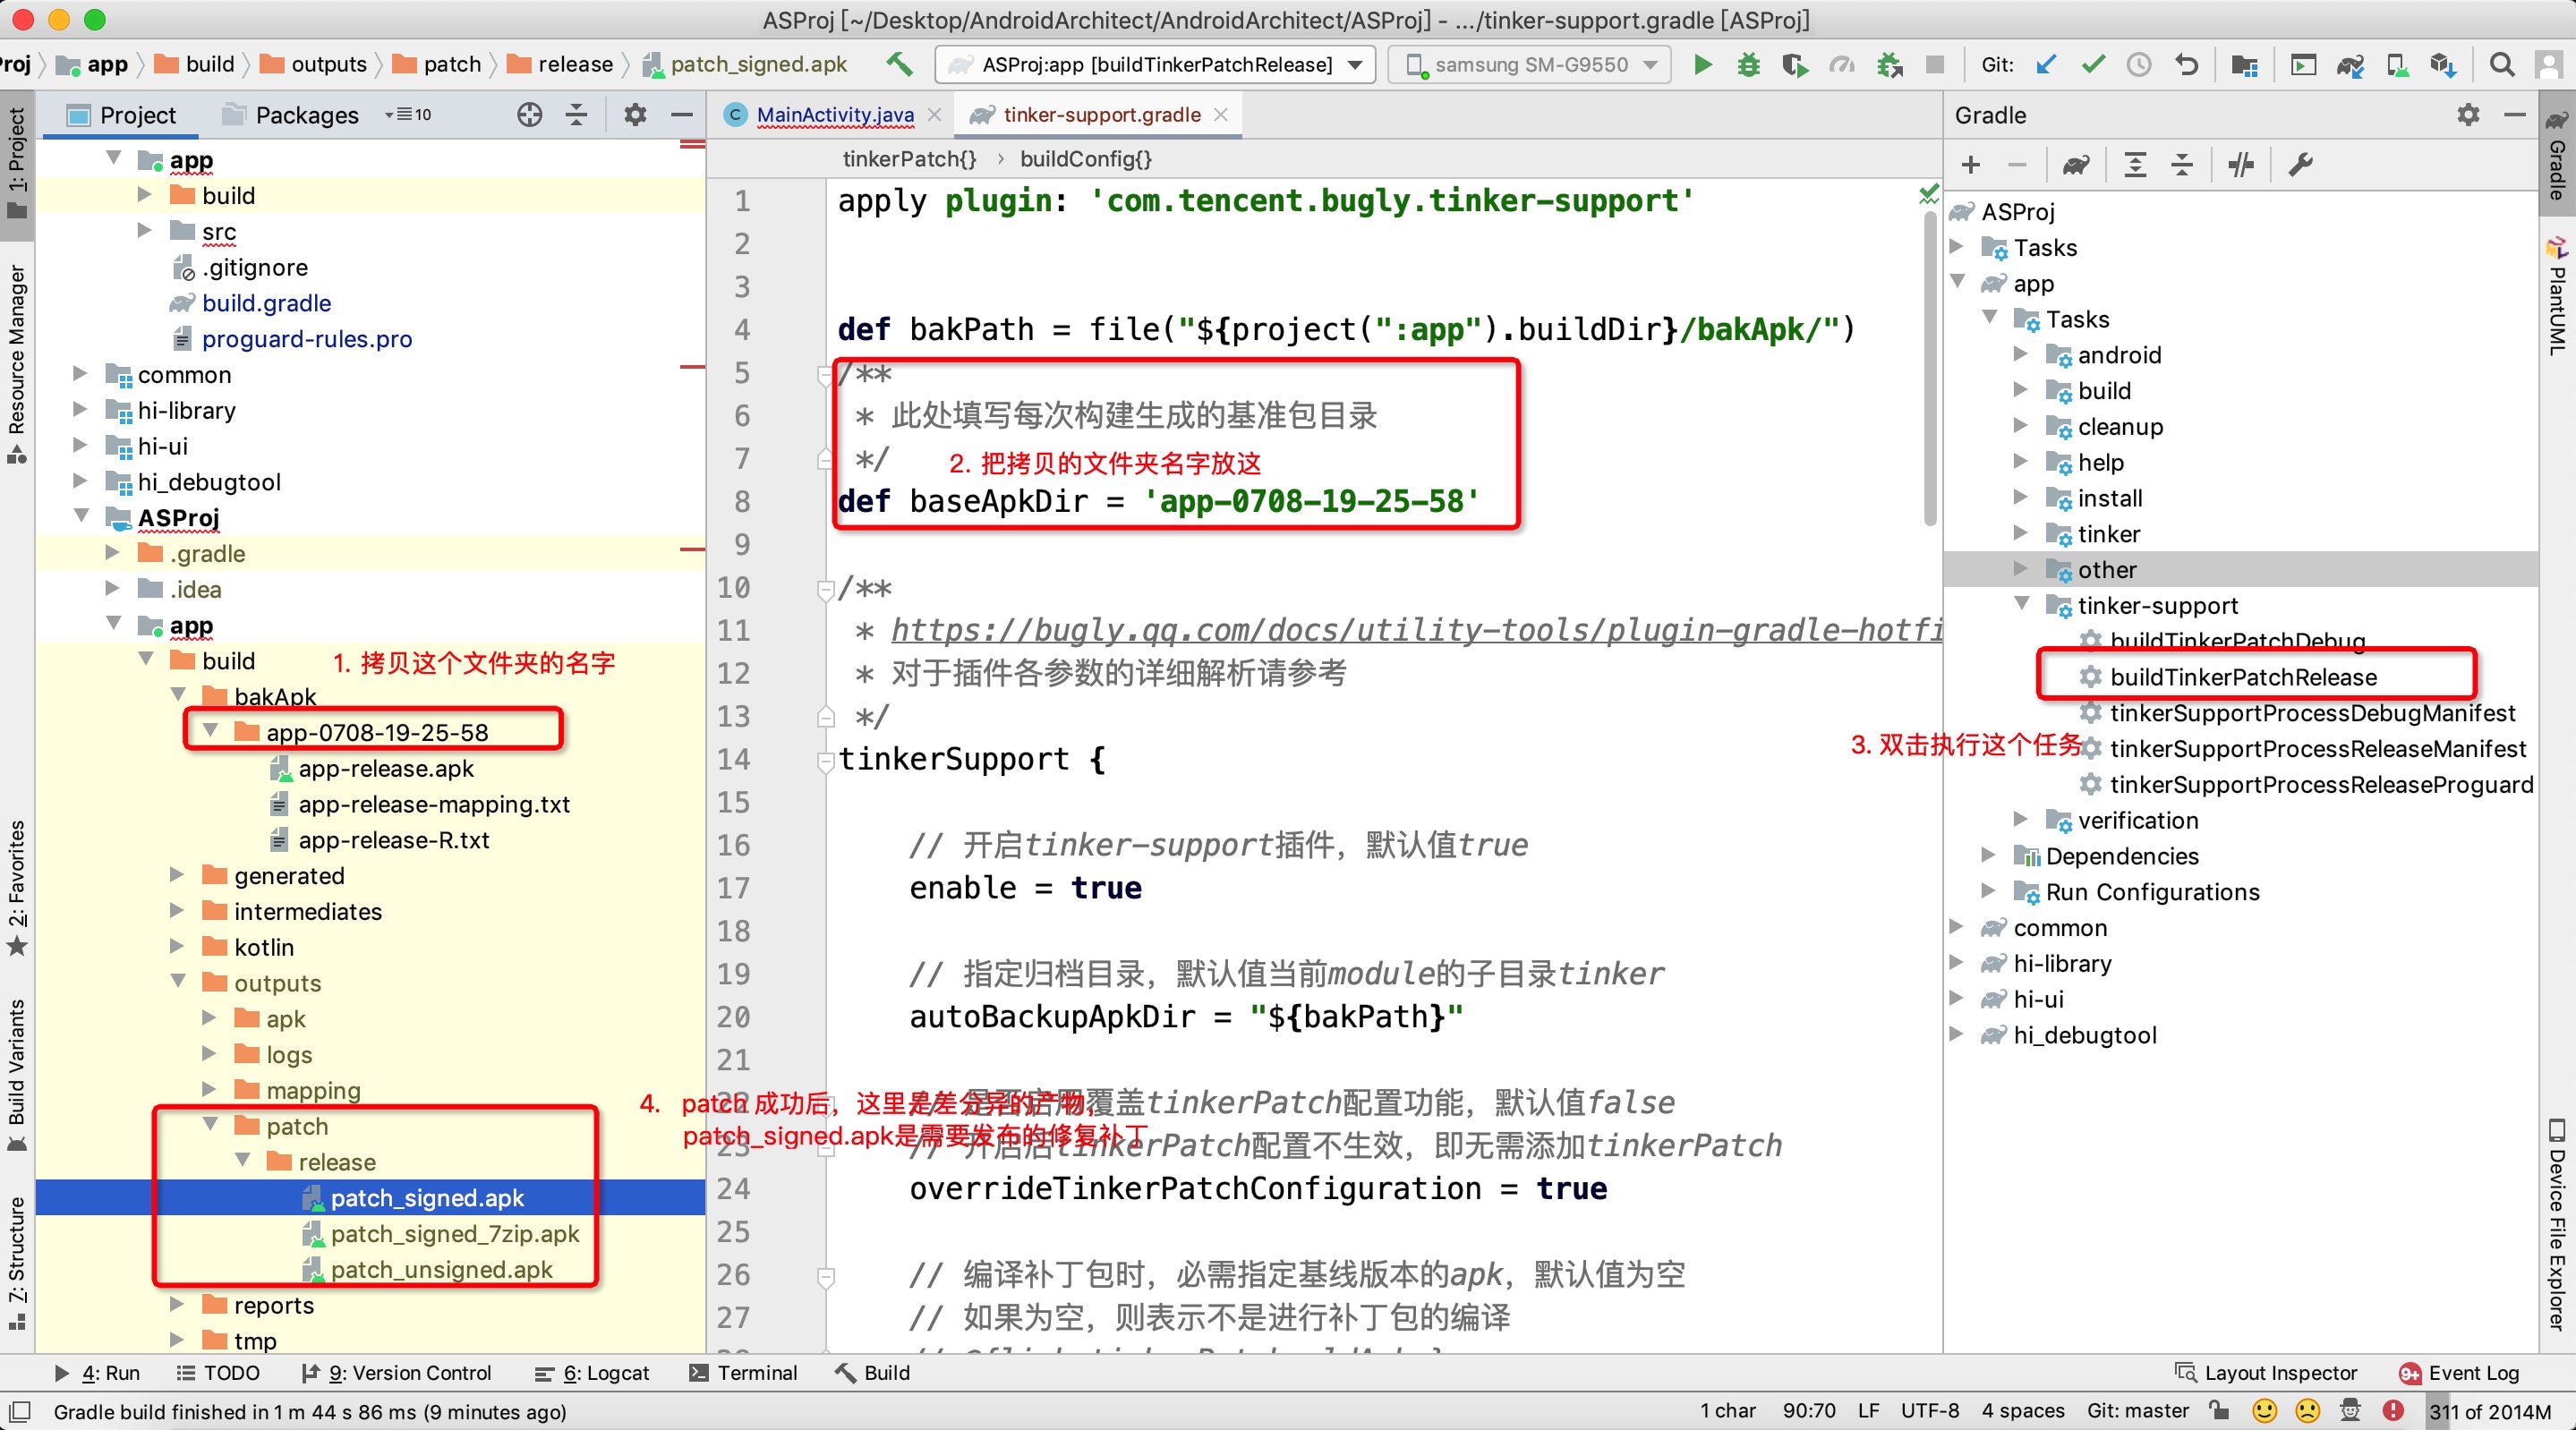 ASProj [~/Desktop/AndroidArchitect/AndroidArchitect/ASProj] - .../tinker-support.gradle [ASProj]
Proj
app
build
outputs
patch
release
patch_signed.apk
ASProj:app [buildTinkerPatchRelease]
samsung SM-G9550
Git:
1: Project
Resource Manager
2: Favorites
Build Variants
Z: Structure
Project
Packages
10
app
build
src
.gitignore
build.gradle
proguard-rules.pro
common
hi-library
hi-ui
hi_debugtool
ASProj
.gradle
.idea
app
build
1. 拷贝这个文件夹的名字
bakApk
app-0708-19-25-58
app-release.apk
app-release-mapping.txt
app-release-R.txt
generated
intermediates
kotlin
outputs
apk
logs
mapping
patch
release
patch_signed.apk
patch_signed_7zip.apk
patch_unsigned.apk
reports
tmp
MainActivity.java
tinker-support.gradle
tinkerPatch{} › buildConfig{}
1 apply plugin: 'com.tencent.bugly.tinker-support'
2
3
4 def bakPath = file("${project(":app").buildDir}/bakApk/")
5 /**
6 * 此处填写每次构建生成的基准包目录
7 */
2. 把拷贝的文件夹名字放这
8 def baseApkDir = 'app-0708-19-25-58'
9
10 /**
11 * https://bugly.qq.com/docs/utility-tools/plugin-gradle-hotfi
12 * 对于插件各参数的详细解析请参考
13 */
14 tinkerSupport {
15
16 // 开启tinker-support插件，默认值true
17 enable = true
18
19 // 指定归档目录，默认值当前module的子目录tinker
20 autoBackupApkDir = "${bakPath}"
21
22 // 是否启用覆盖tinkerPatch配置功能，默认值false
4. patch 成功后，这里是差分异的产物，
patch_signed.apk是需要发布的修复补丁
23 // 开启后tinkerPatch配置不生效，即无需添加tinkerPatch
24 overrideTinkerPatchConfiguration = true
25
26 // 编译补丁包时，必需指定基线版本的apk，默认值为空
27 // 如果为空，则表示不是进行补丁包的编译
Gradle
ASProj
Tasks
app
Tasks
android
build
cleanup
help
install
tinker
other
tinker-support
buildTinkerPatchDebug
buildTinkerPatchRelease
tinkerSupportProcessDebugManifest
3. 双击执行这个任务
tinkerSupportProcessReleaseManifest
tinkerSupportProcessReleaseProguard
verification
Dependencies
Run Configurations
common
hi-library
hi-ui
hi_debugtool
Gradle
PlantUML
Device File Explorer
4: Run
TODO
9: Version Control
6: Logcat
Terminal
Build
Layout Inspector
9+
Event Log
Gradle build finished in 1 m 44 s 86 ms (9 minutes ago)
1 char
90:70
LF
UTF-8
4 spaces
Git: master
311 of 2014M